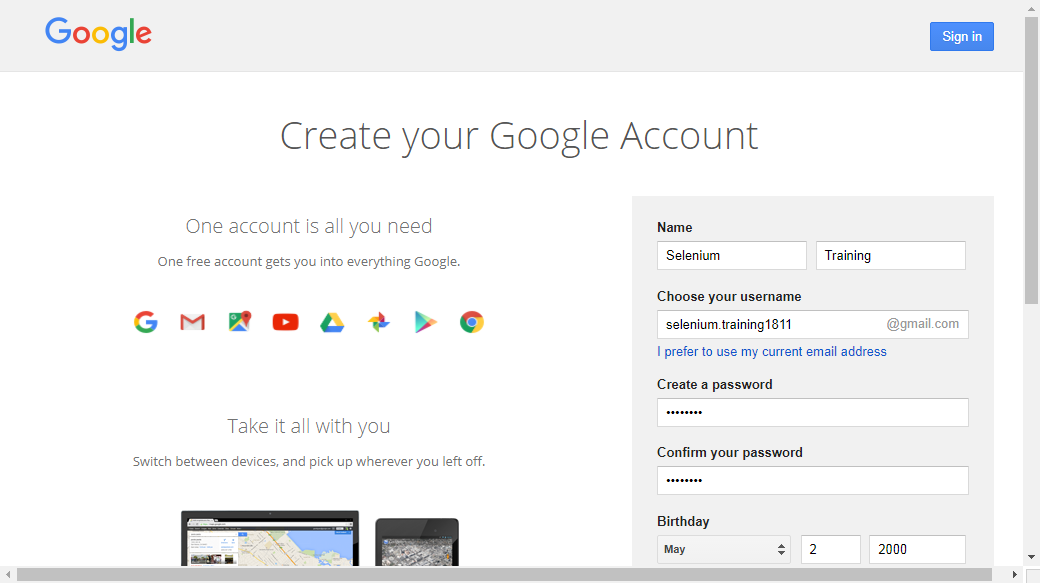 Google
Sign in
Create your Google Account
One account is all you need
One free account gets you into everything Google.
Take it all with you
Switch between devices, and pick up wherever you left off.
Name
Selenium Training
Choose your username
selenium.training1811 @gmail.com
I prefer to use my current email address
Create a password
••••••••
Confirm your password
••••••••
Birthday
May 2 2000